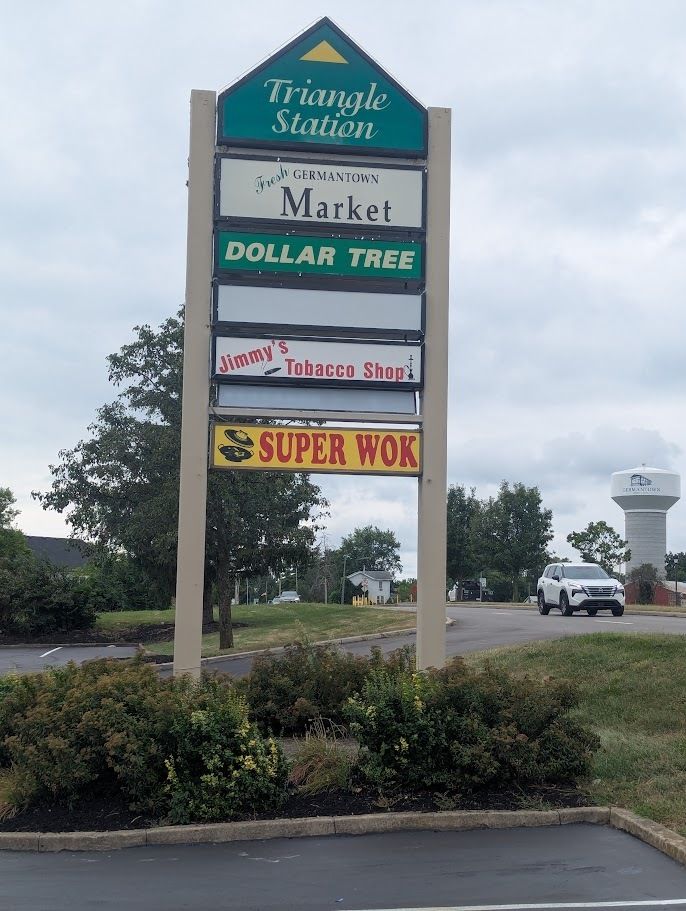 Triangle
Station
Fresh GERMANTOWN
Market
DOLLAR TREE
Jimmy's
Tobacco Shop
SUPER WOK
GERMANTOWN